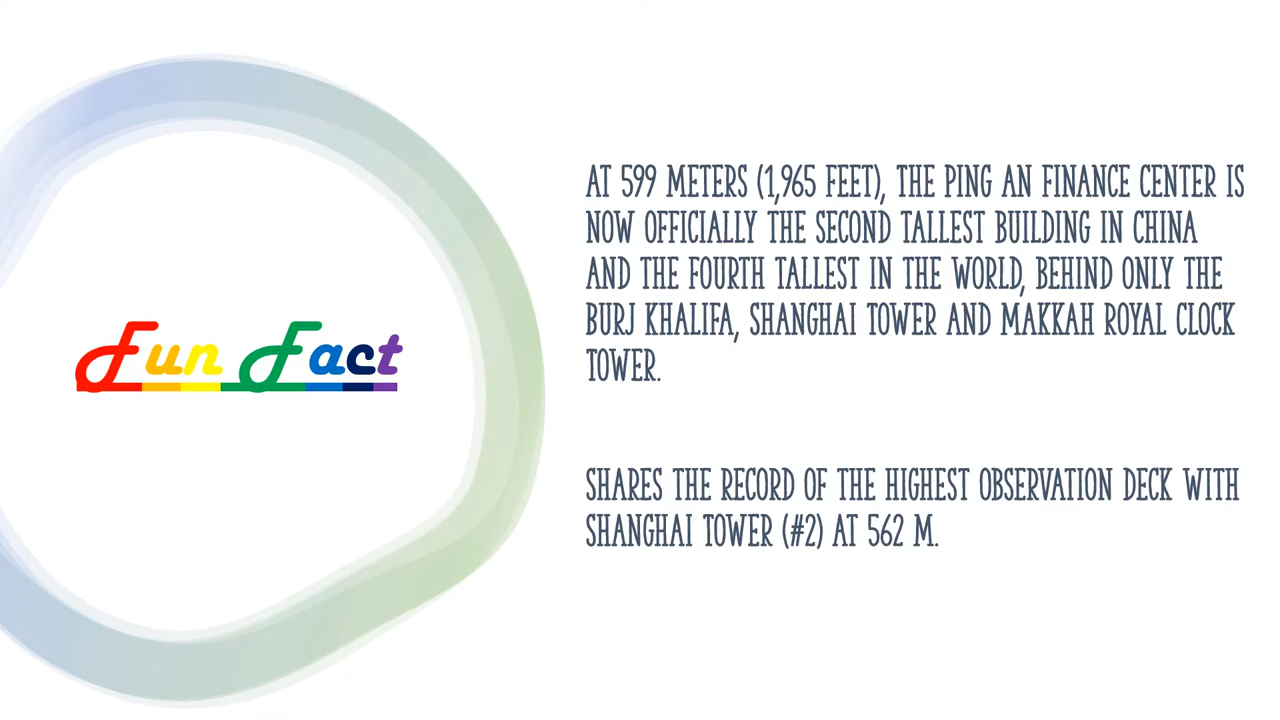 Fun Fact
AT 599 METERS (1,965 FEET), THE PING AN FINANCE CENTER IS
NOW OFFICIALLY THE SECOND TALLEST BUILDING IN CHINA
AND THE FOURTH TALLEST IN THE WORLD, BEHIND ONLY THE
BURJ KHALIFA, SHANGHAI TOWER AND MAKKAH ROYAL CLOCK
TOWER.
SHARES THE RECORD OF THE HIGHEST OBSERVATION DECK WITH
SHANGHAI TOWER (#2) AT 562 M.